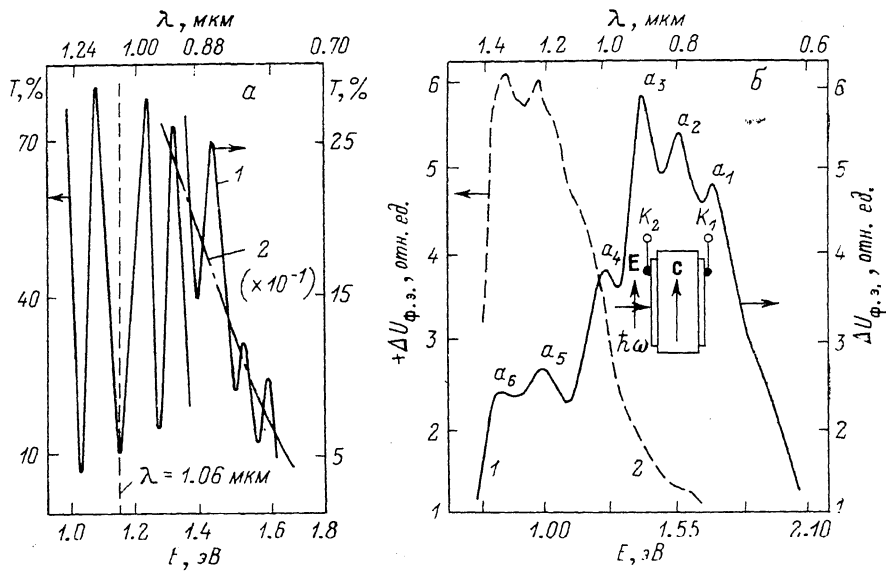 λ, мкм
1.24 1.00 0.88 0.70
T, % а T, %
70 25
1
2
(×10⁻¹)
40 15
10 5
λ = 1.06 мкм
1.0 1.2 1.4 1.6 1.8
t, эВ
λ, мкм
1.4 1.2 1.0 0.8 0.6
б
6 6
a₃
a₂
5 5
a₁
K₂ K₁
4 4
a₄ E c
+ΔUф.э., отн. ед.
ΔUф.э., отн. ед.
3 3
ħω
a₅
a₆
2 2
1 2
1 1
1.00 1.55 2.10
E, эВ